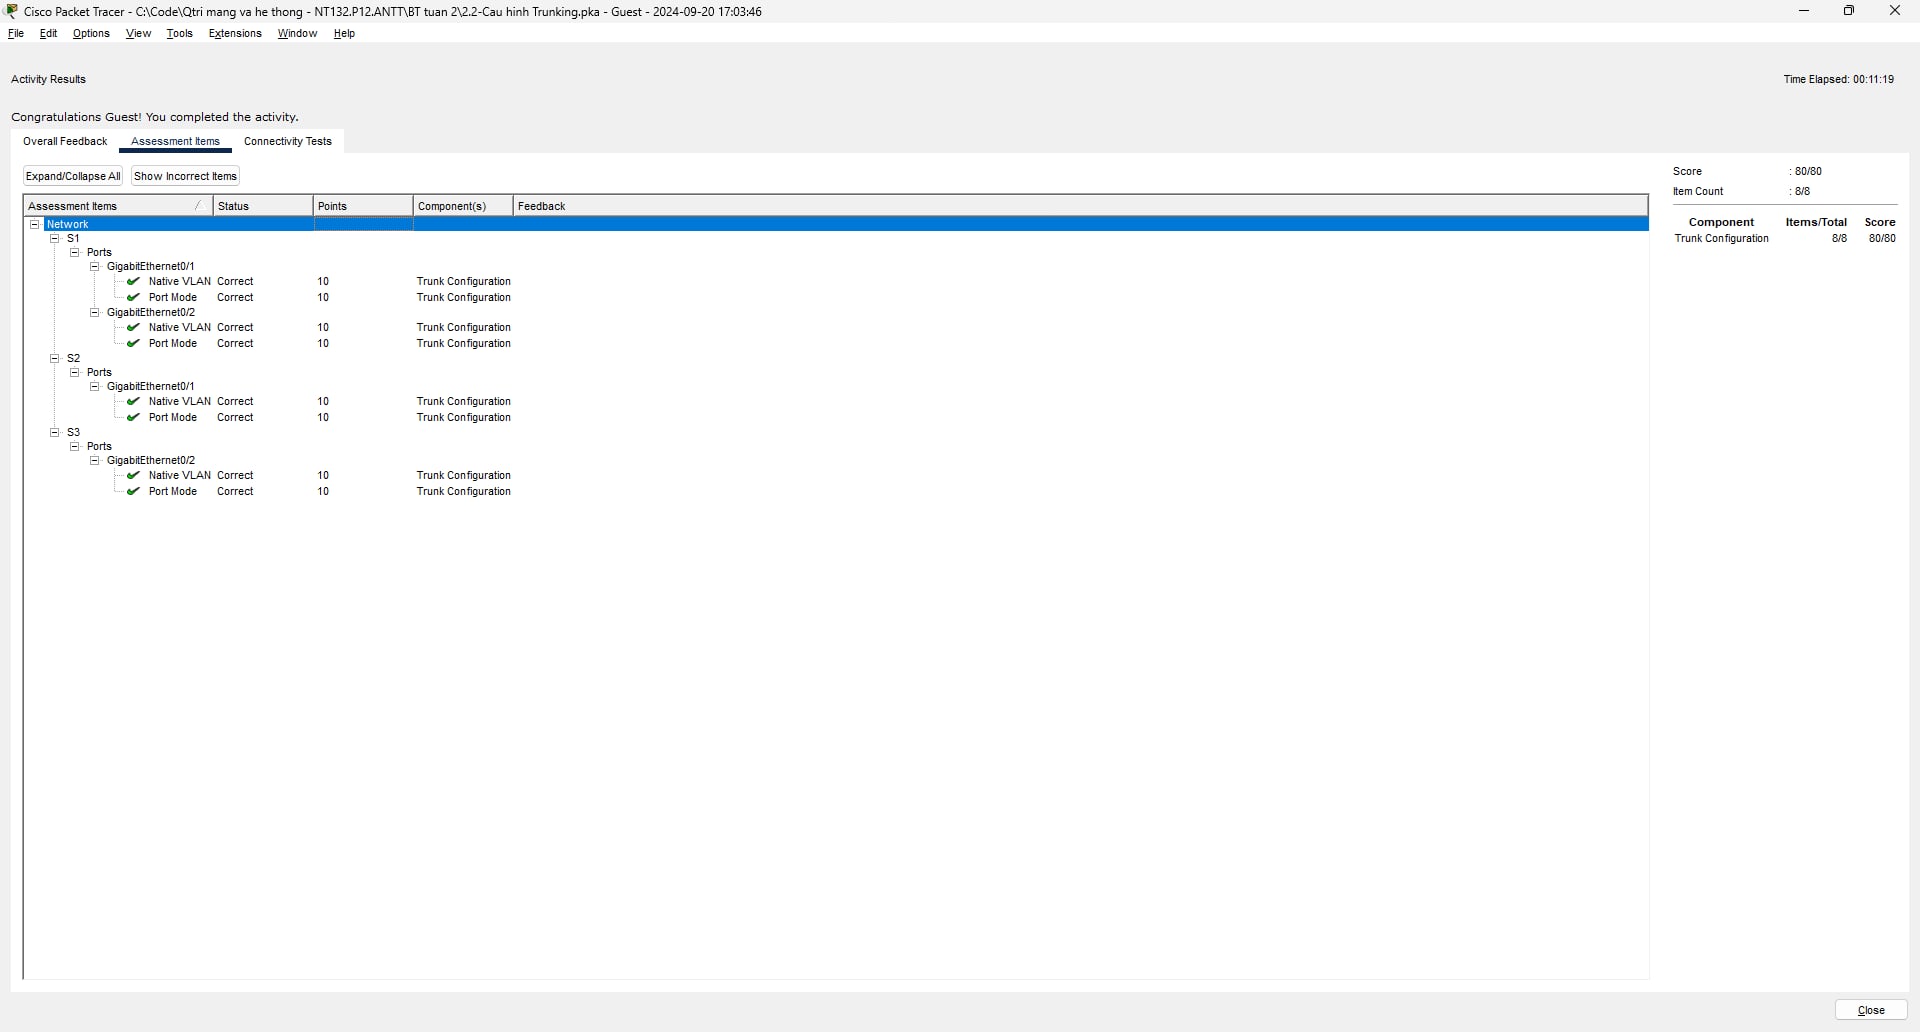 Cisco Packet Tracer - C:\Code\Qtri mang va he thong - NT132.P12.ANTT\BT tuan 2\2.2-Cau hinh Trunking.pka - Guest - 2024-09-20 17:03:46
File Edit Options View Tools Extensions Window Help
Activity Results Time Elapsed: 00:11:19
Congratulations Guest! You completed the activity.
Overall Feedback Assessment Items Connectivity Tests
Expand/Collapse All Show Incorrect Items
Assessment Items Status Points Component(s) Feedback
Network
S1
Ports
GigabitEthernet0/1
Native VLAN Correct 10 Trunk Configuration
Port Mode Correct 10 Trunk Configuration
GigabitEthernet0/2
Native VLAN Correct 10 Trunk Configuration
Port Mode Correct 10 Trunk Configuration
S2
Ports
GigabitEthernet0/1
Native VLAN Correct 10 Trunk Configuration
Port Mode Correct 10 Trunk Configuration
S3
Ports
GigabitEthernet0/2
Native VLAN Correct 10 Trunk Configuration
Port Mode Correct 10 Trunk Configuration
Score : 80/80
Item Count : 8/8
Component Items/Total Score
Trunk Configuration 8/8 80/80
Close